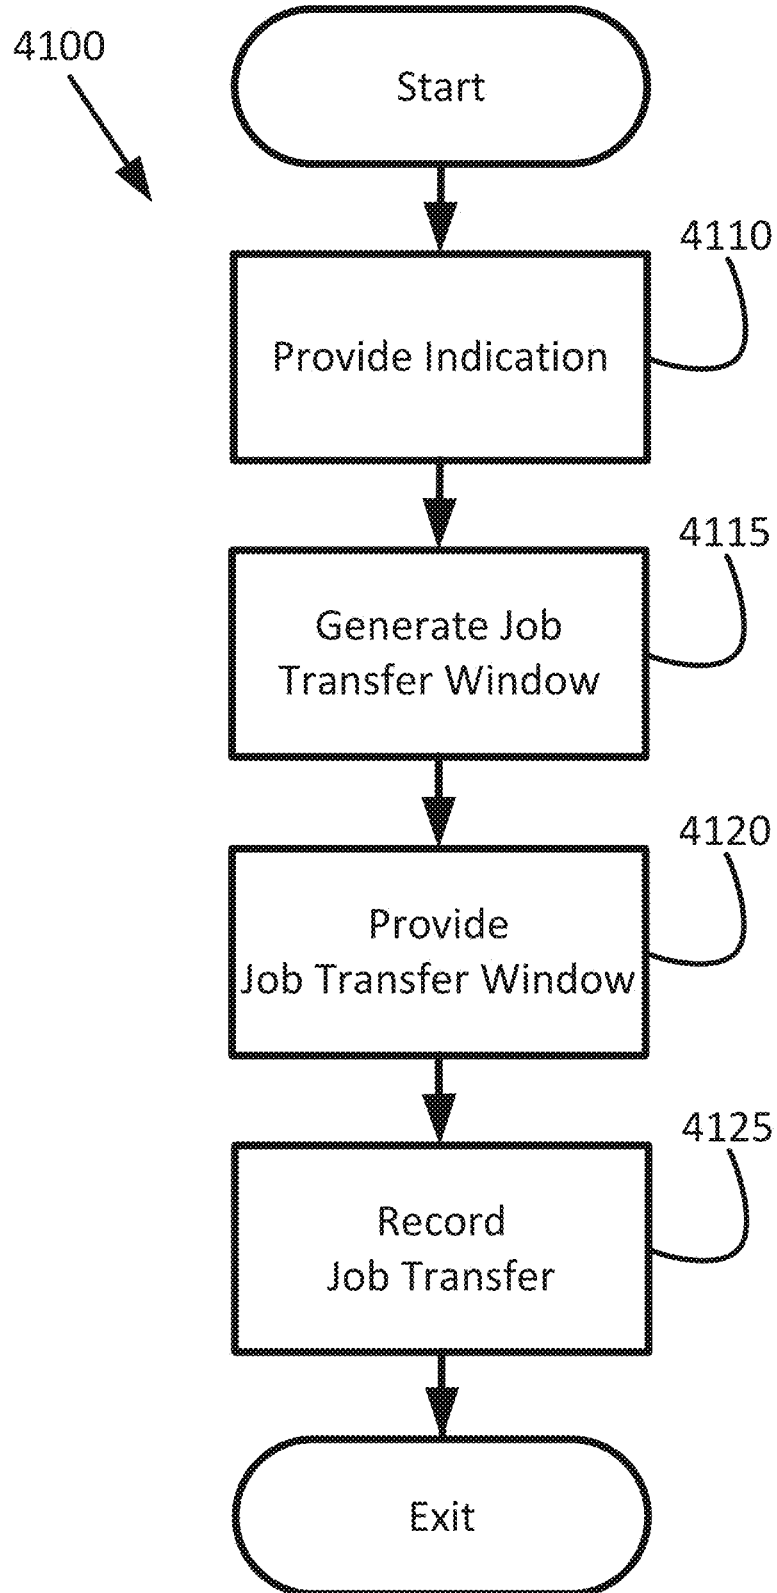 4100
Start
4110
Provide Indication
4115
Generate Job
Transfer Window
4120
Provide
Job Transfer Window
4125
Record
Job Transfer
Exit